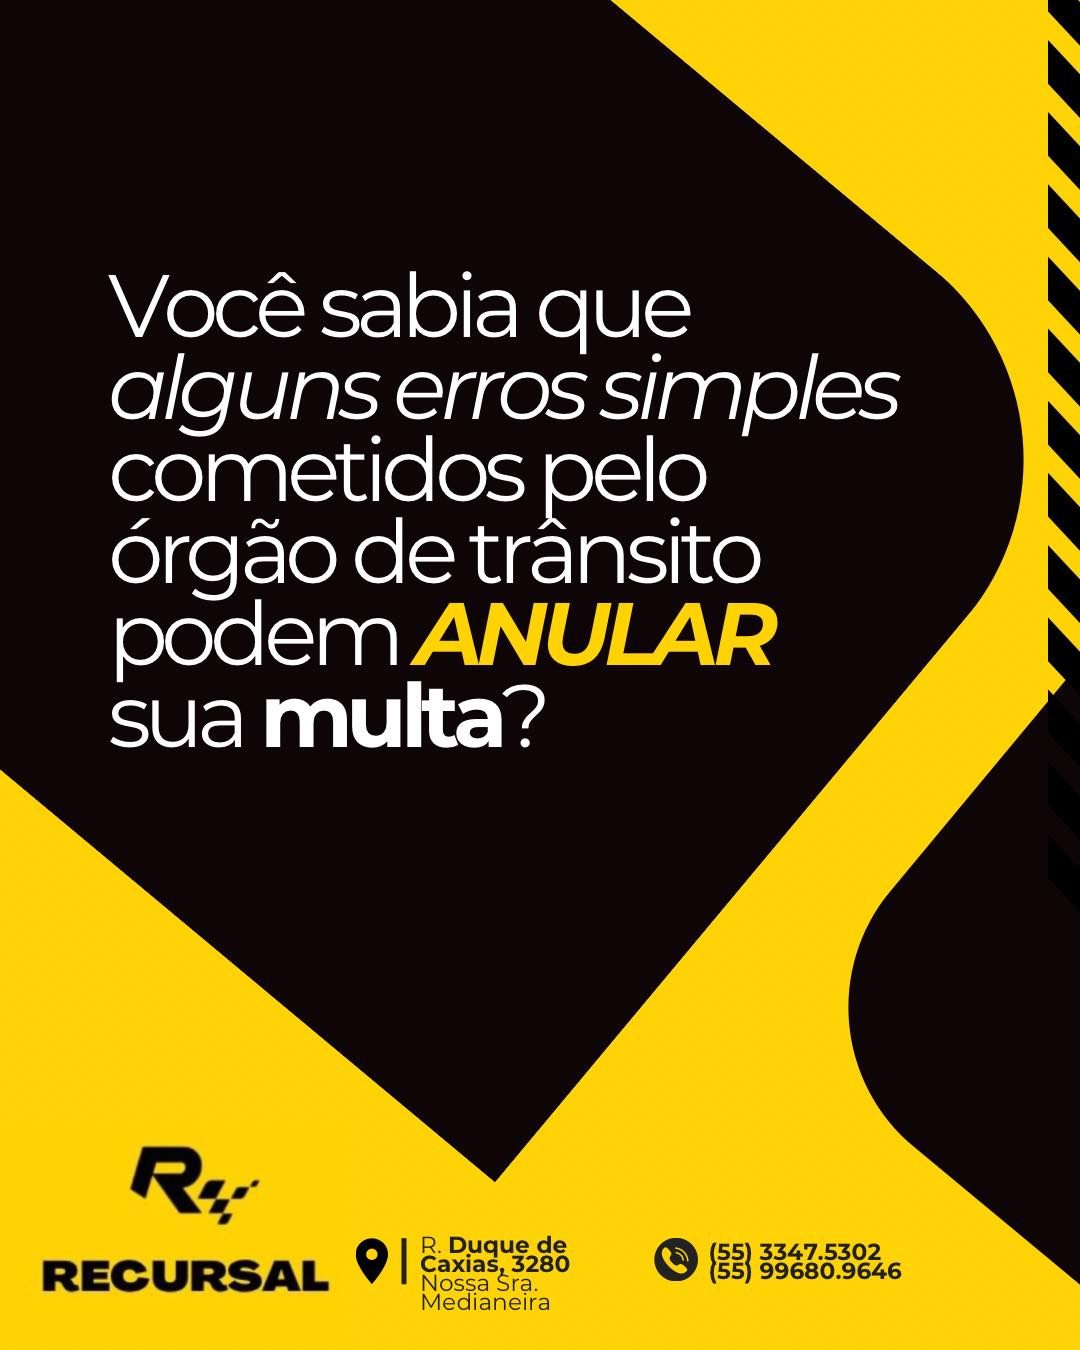 Você sabia que
alguns erros simples
cometidos pelo
órgão de trânsito
podem ANULAR
sua multa?
R
RECURSAL
R. Duque de
Caxias, 3280
Nossa Sra.
Medianeira
(55) 3347.5302
(55) 99680.9646